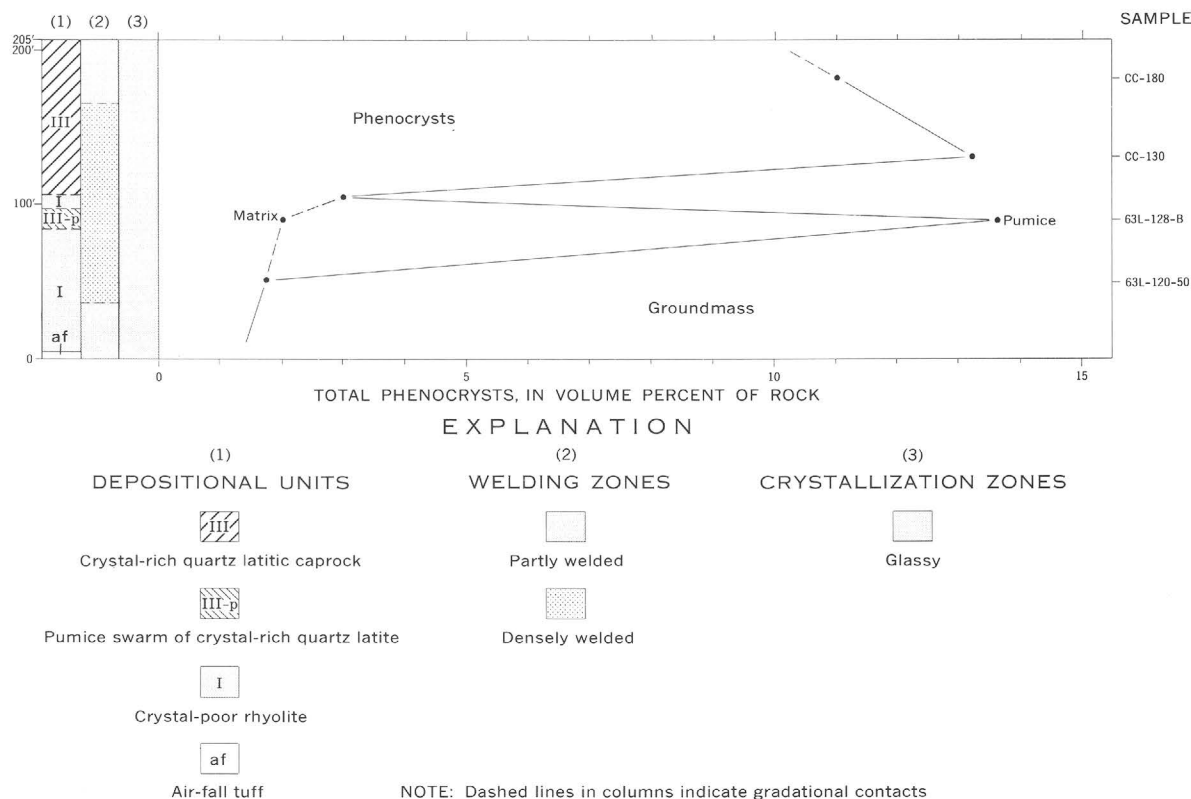 (1) (2) (3)
SAMPLE
205'
200'
CC-180
III
Phenocrysts
CC-130
I
100'
III-p
Matrix
Pumice
63L-128-B
I
63L-120-50
Groundmass
af
0
0 5 10 15
TOTAL PHENOCRYSTS, IN VOLUME PERCENT OF ROCK
EXPLANATION
(1) (2) (3)
DEPOSITIONAL UNITS WELDING ZONES CRYSTALLIZATION ZONES
III
Crystal-rich quartz latitic caprock Partly welded Glassy
III-p
Pumice swarm of crystal-rich quartz latite Densely welded
I
Crystal-poor rhyolite
af
Air-fall tuff
NOTE: Dashed lines in columns indicate gradational contacts